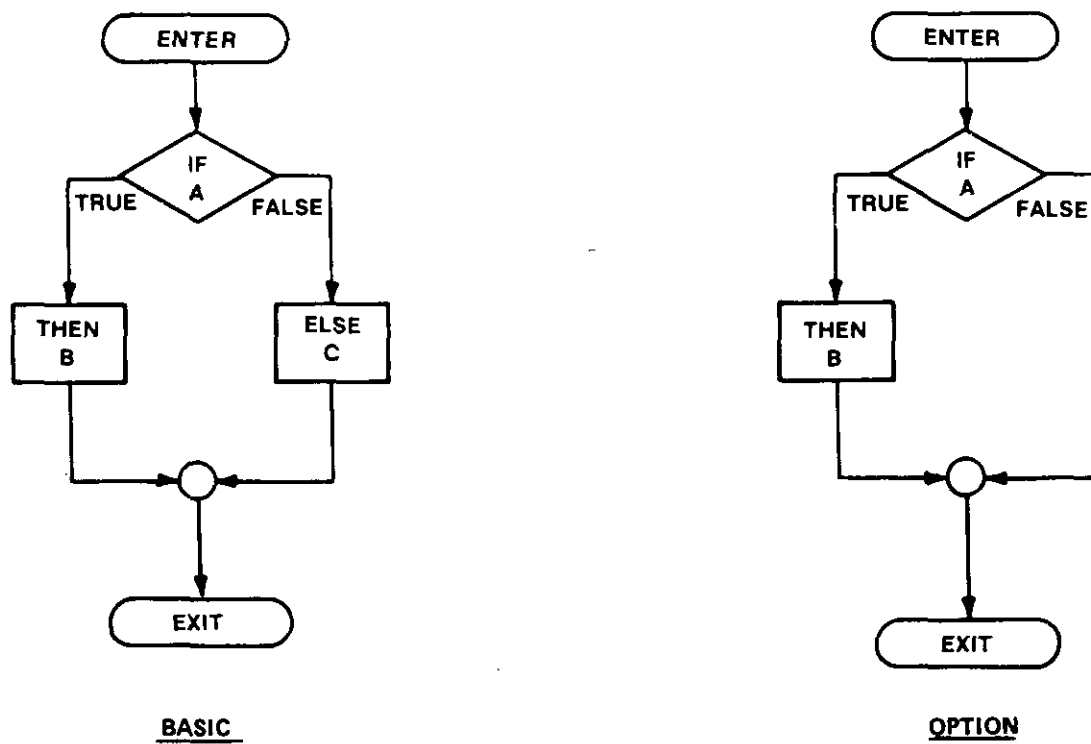 ENTER
IF
A
TRUE
FALSE
THEN
B
ELSE
C
EXIT
BASIC
ENTER
IF
A
TRUE
FALSE
THEN
B
EXIT
OPTION